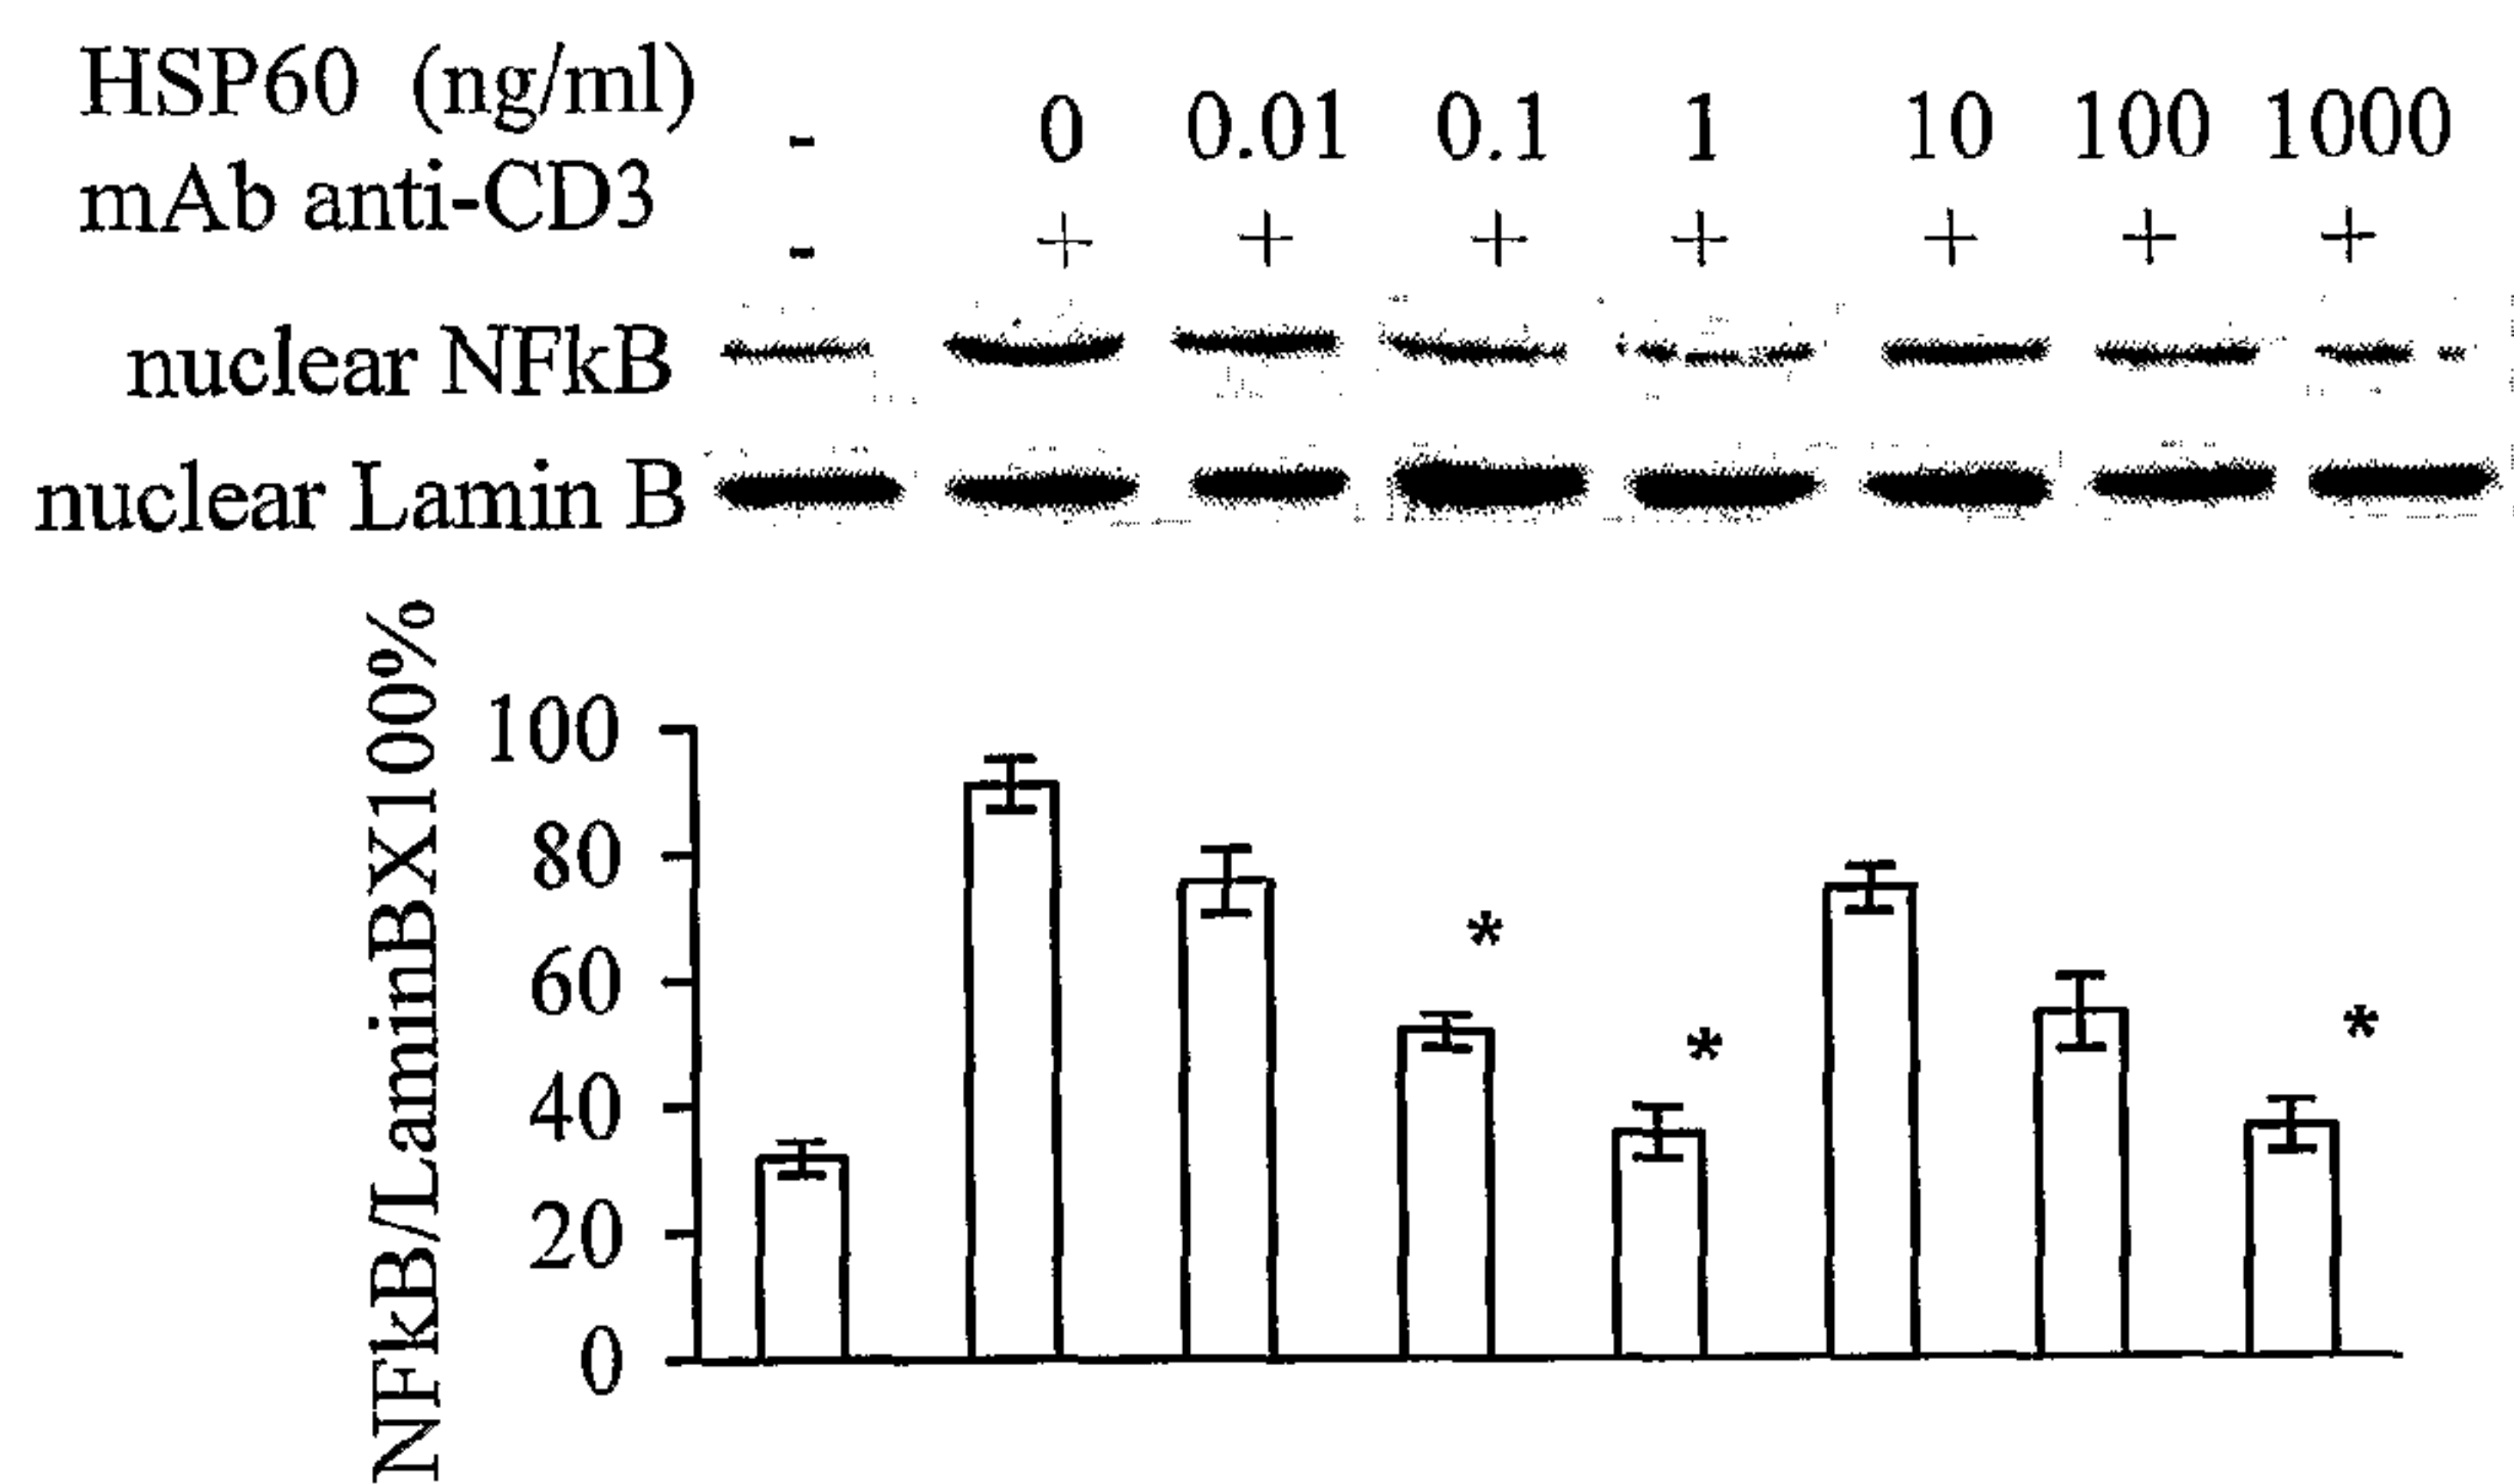 HSP60 (ng/ml) - 0 0.01 0.1 1 10 100 1000
mAb anti-CD3 - + + + + + + +
nuclear NFkB
nuclear Lamin B
NFkB/LaminBX100%
100
80
60
40
20
0
*
*
*